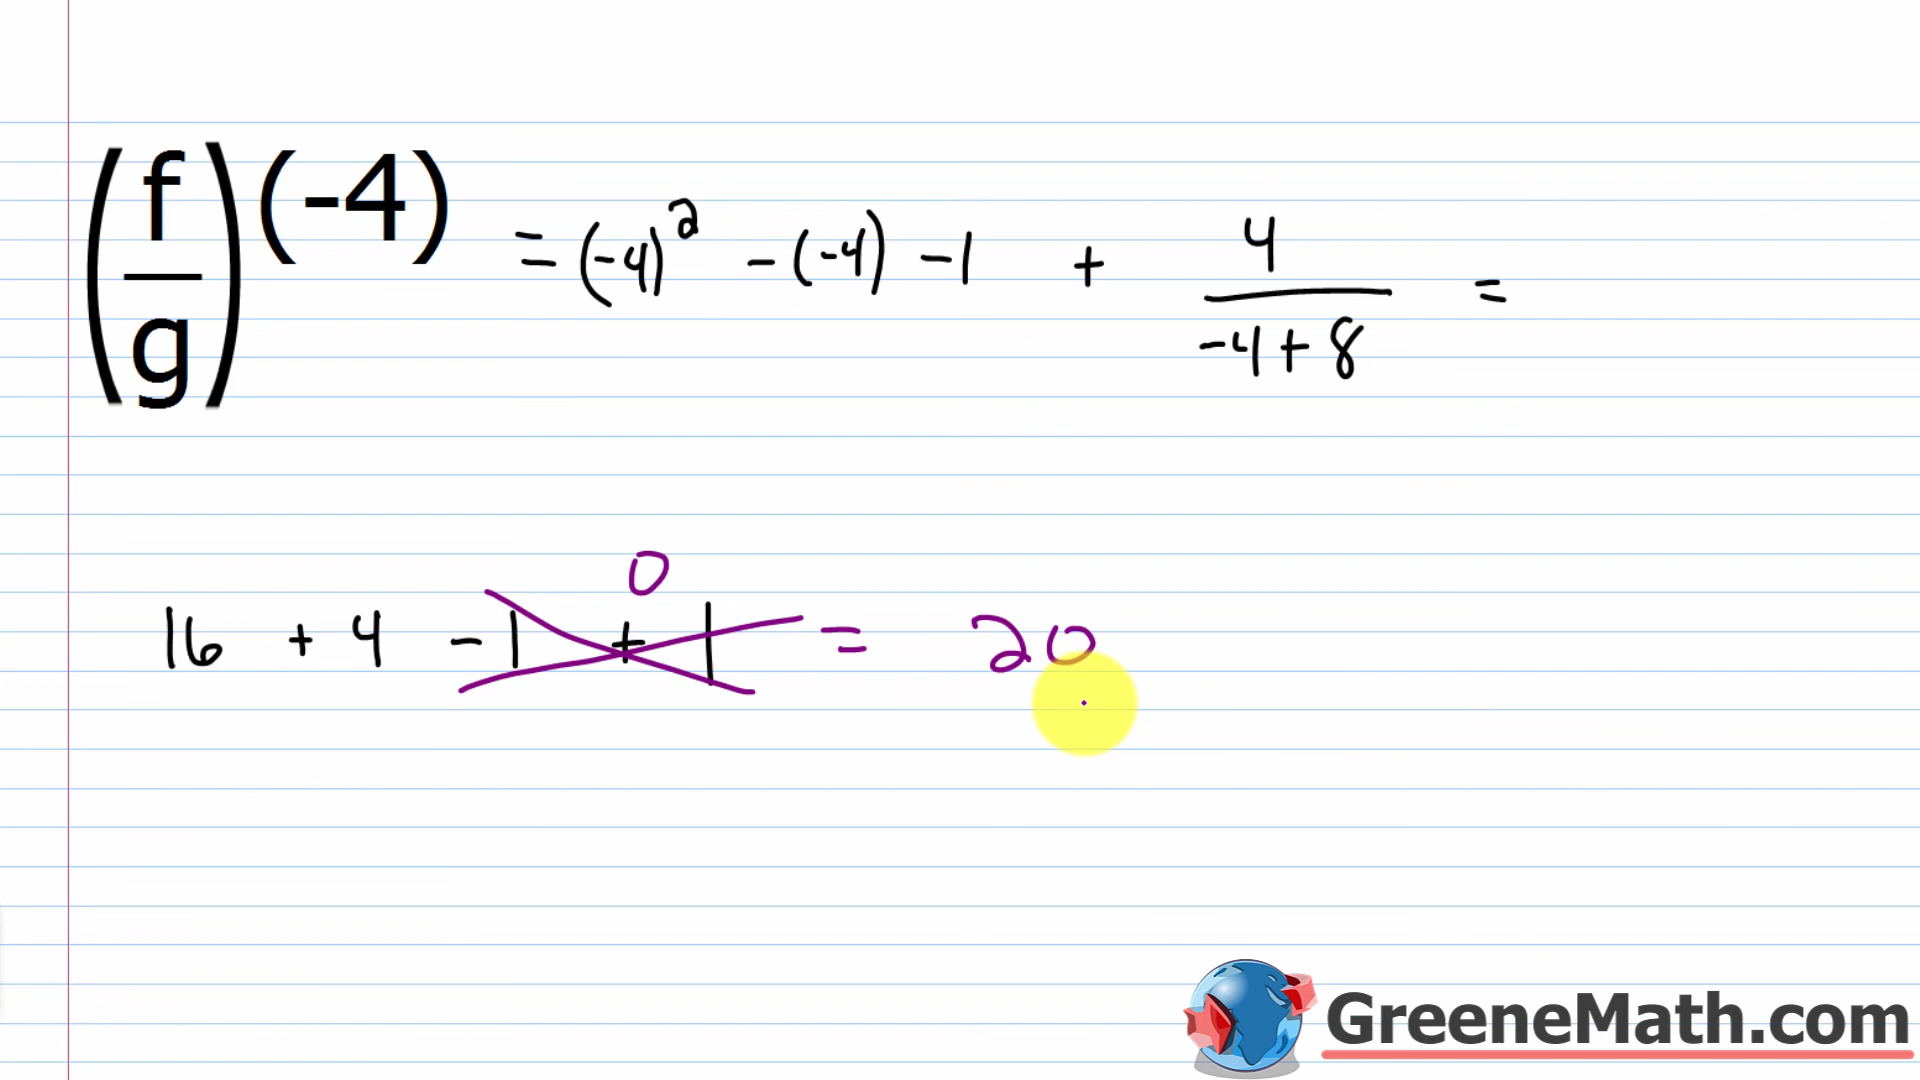 (f/g)(-4) = (-4)² - (-4) - 1 + 4/(-4+8) =
0
16 + 4 - 1 + 1 = 20
GreeneMath.com